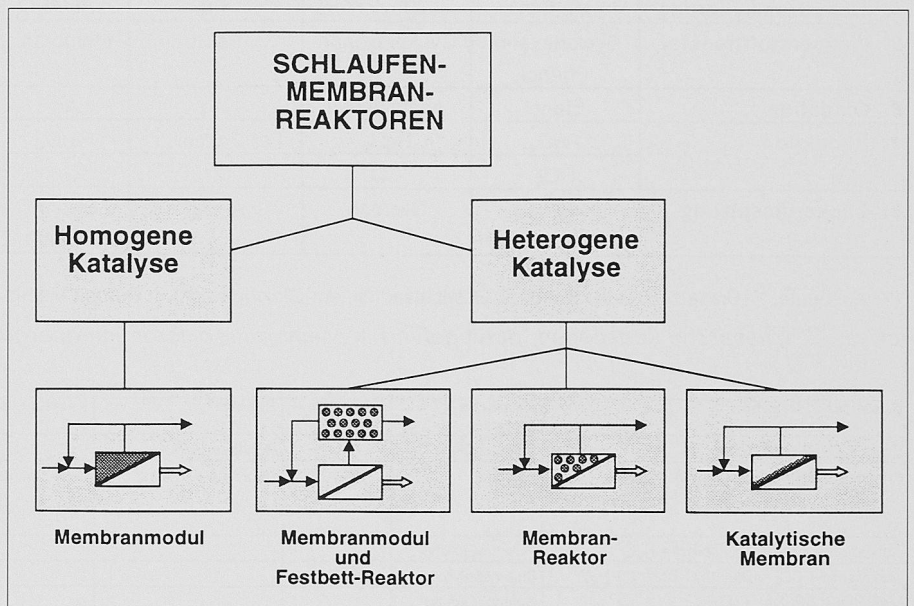 SCHLAUFEN-
MEMBRAN-
REAKTOREN
Homogene
Katalyse
Heterogene
Katalyse
Membranmodul
Membranmodul
und
Festbett-Reaktor
Membran-
Reaktor
Katalytische
Membran